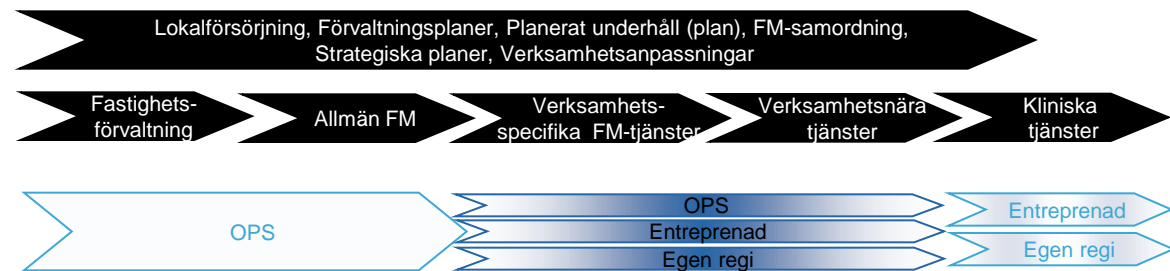 Lokalförsörjning, Förvaltningsplaner, Planerat underhåll (plan), FM-samordning,
Strategiska planer, Verksamhetsanpassningar
Fastighets-
förvaltning
Allmän FM
Verksamhets-
specifika FM-tjänster
Verksamhetsnära
tjänster
Kliniska
tjänster
OPS
OPS
Entreprenad
Egen regi
Entreprenad
Egen regi